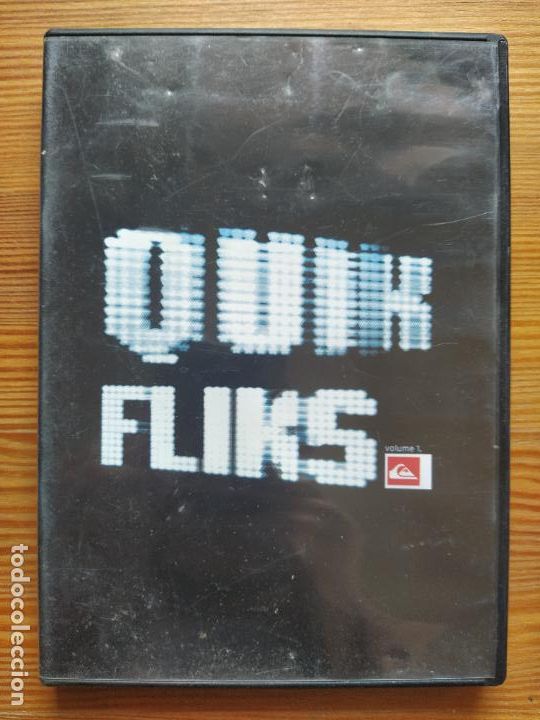 QUIK
FLIKS
volume 1.
todocoleccion